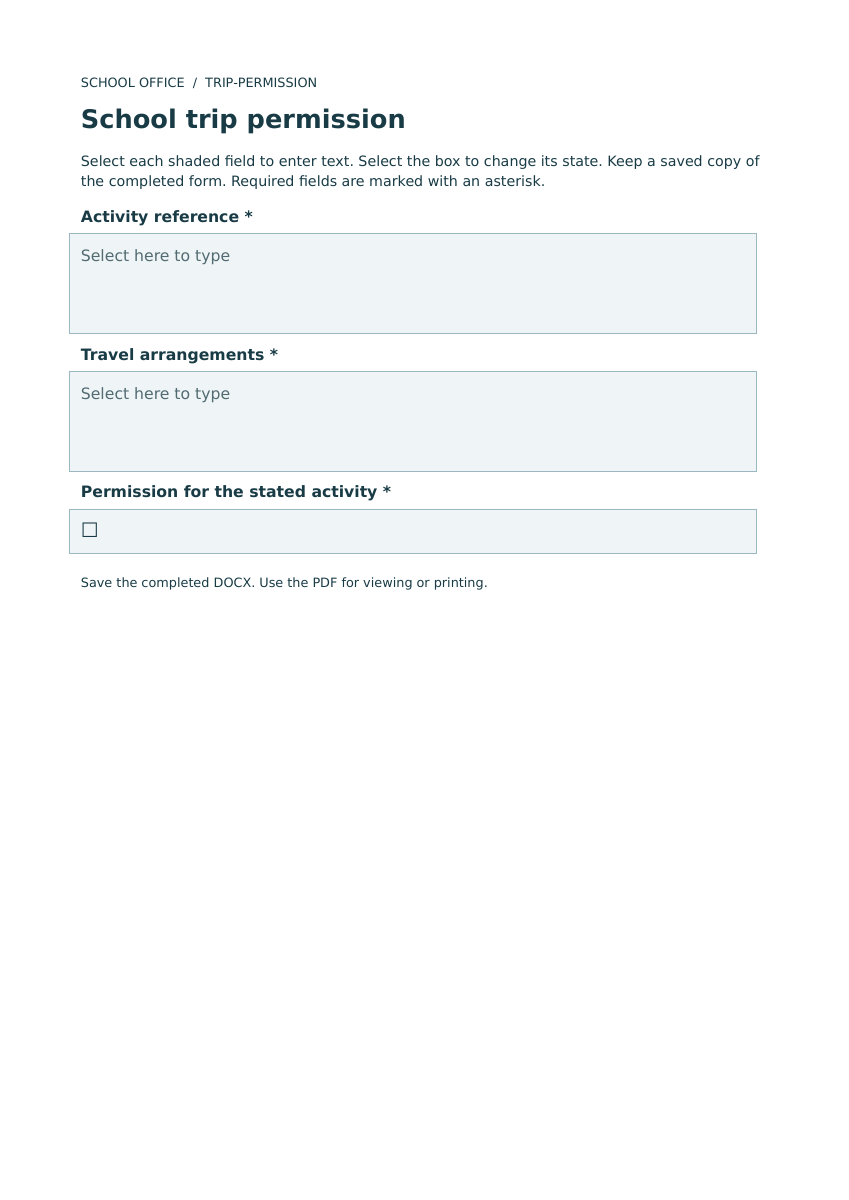 SCHOOL OFFICE / TRIP-PERMISSION
School trip permission
Select each shaded field to enter text. Select the box to change its state. Keep a saved copy of
the completed form. Required fields are marked with an asterisk.
Activity reference *
Select here to type
Travel arrangements *
Select here to type
Permission for the stated activity *
☐
Save the completed DOCX. Use the PDF for viewing or printing.